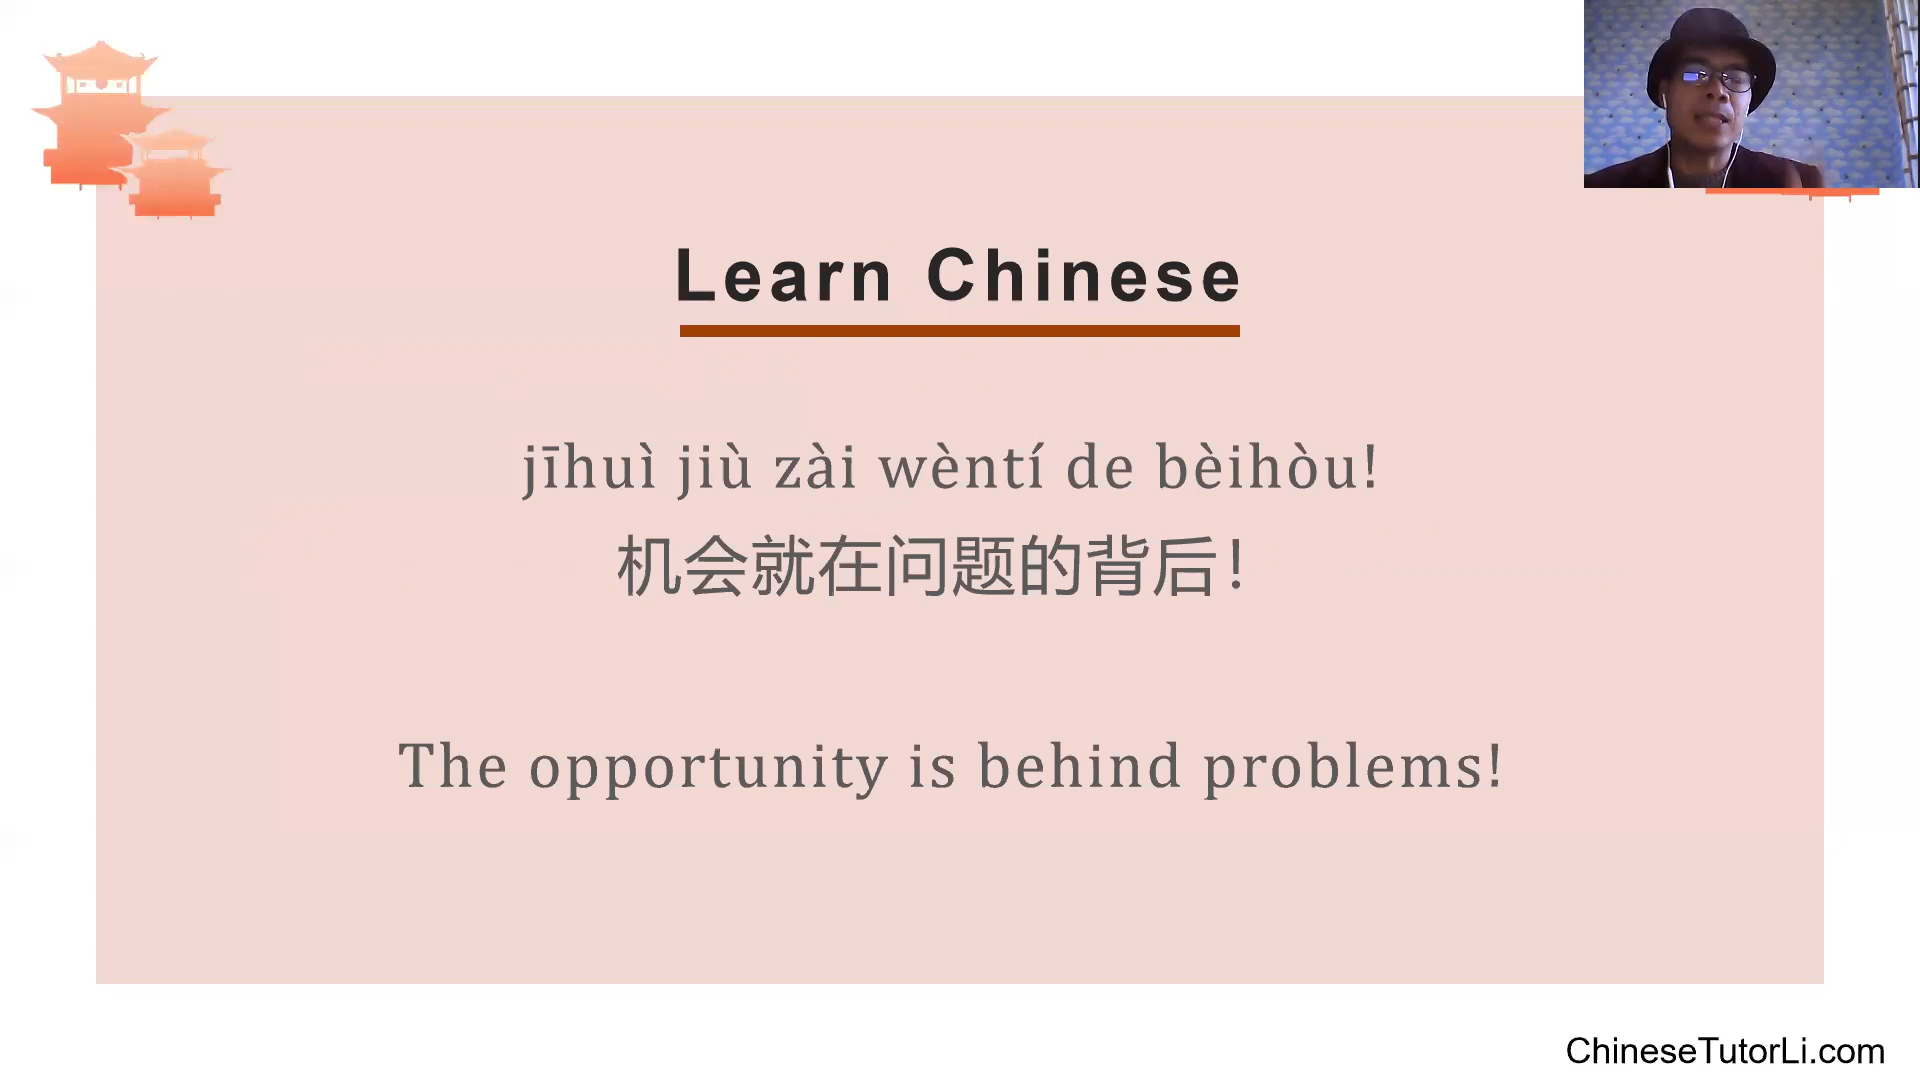 Learn Chinese
jīhuì jiù zài wèntí de bèihòu!
机会就在问题的背后！
The opportunity is behind problems!
ChineseTutorLi.com